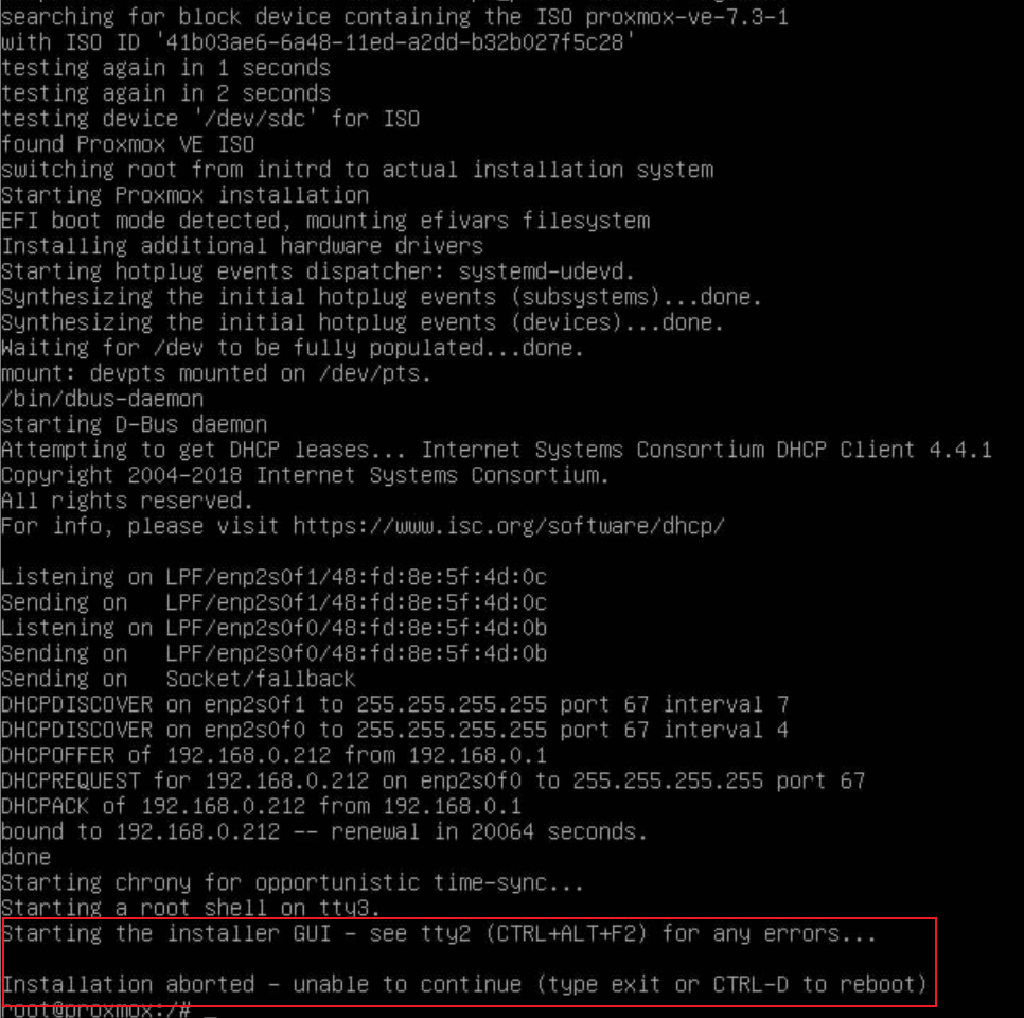 searching for block device containing the ISO proxmox-ve-7.3-1
with ISO ID '41b03ae6-6a48-11ed-a2dd-b32b027f5c28'
testing again in 1 seconds
testing again in 2 seconds
testing device '/dev/sdc' for ISO
found Proxmox VE ISO
switching root from initrd to actual installation system
Starting Proxmox installation
EFI boot mode detected, mounting efivars filesystem
Installing additional hardware drivers
Starting hotplug events dispatcher: systemd-udevd.
Synthesizing the initial hotplug events (subsystems)...done.
Synthesizing the initial hotplug events (devices)...done.
Waiting for /dev to be fully populated...done.
mount: devpts mounted on /dev/pts.
/bin/dbus-daemon
starting D-Bus daemon
Attempting to get DHCP leases... Internet Systems Consortium DHCP Client 4.4.1
Copyright 2004-2018 Internet Systems Consortium.
All rights reserved.
For info, please visit https://www.isc.org/software/dhcp/

Listening on LPF/enp2s0f1/48:fd:8e:5f:4d:0c
Sending on   LPF/enp2s0f1/48:fd:8e:5f:4d:0c
Listening on LPF/enp2s0f0/48:fd:8e:5f:4d:0b
Sending on   LPF/enp2s0f0/48:fd:8e:5f:4d:0b
Sending on   Socket/fallback
DHCPDISCOVER on enp2s0f1 to 255.255.255.255 port 67 interval 7
DHCPDISCOVER on enp2s0f0 to 255.255.255.255 port 67 interval 4
DHCPOFFER of 192.168.0.212 from 192.168.0.1
DHCPREQUEST for 192.168.0.212 on enp2s0f0 to 255.255.255.255 port 67
DHCPACK of 192.168.0.212 from 192.168.0.1
bound to 192.168.0.212 -- renewal in 20064 seconds.
done
Starting chrony for opportunistic time-sync...
Starting a root shell on tty3.
Starting the installer GUI - see tty2 (CTRL+ALT+F2) for any errors...

Installation aborted - unable to continue (type exit or CTRL-D to reboot)
root@proxmox:/# _